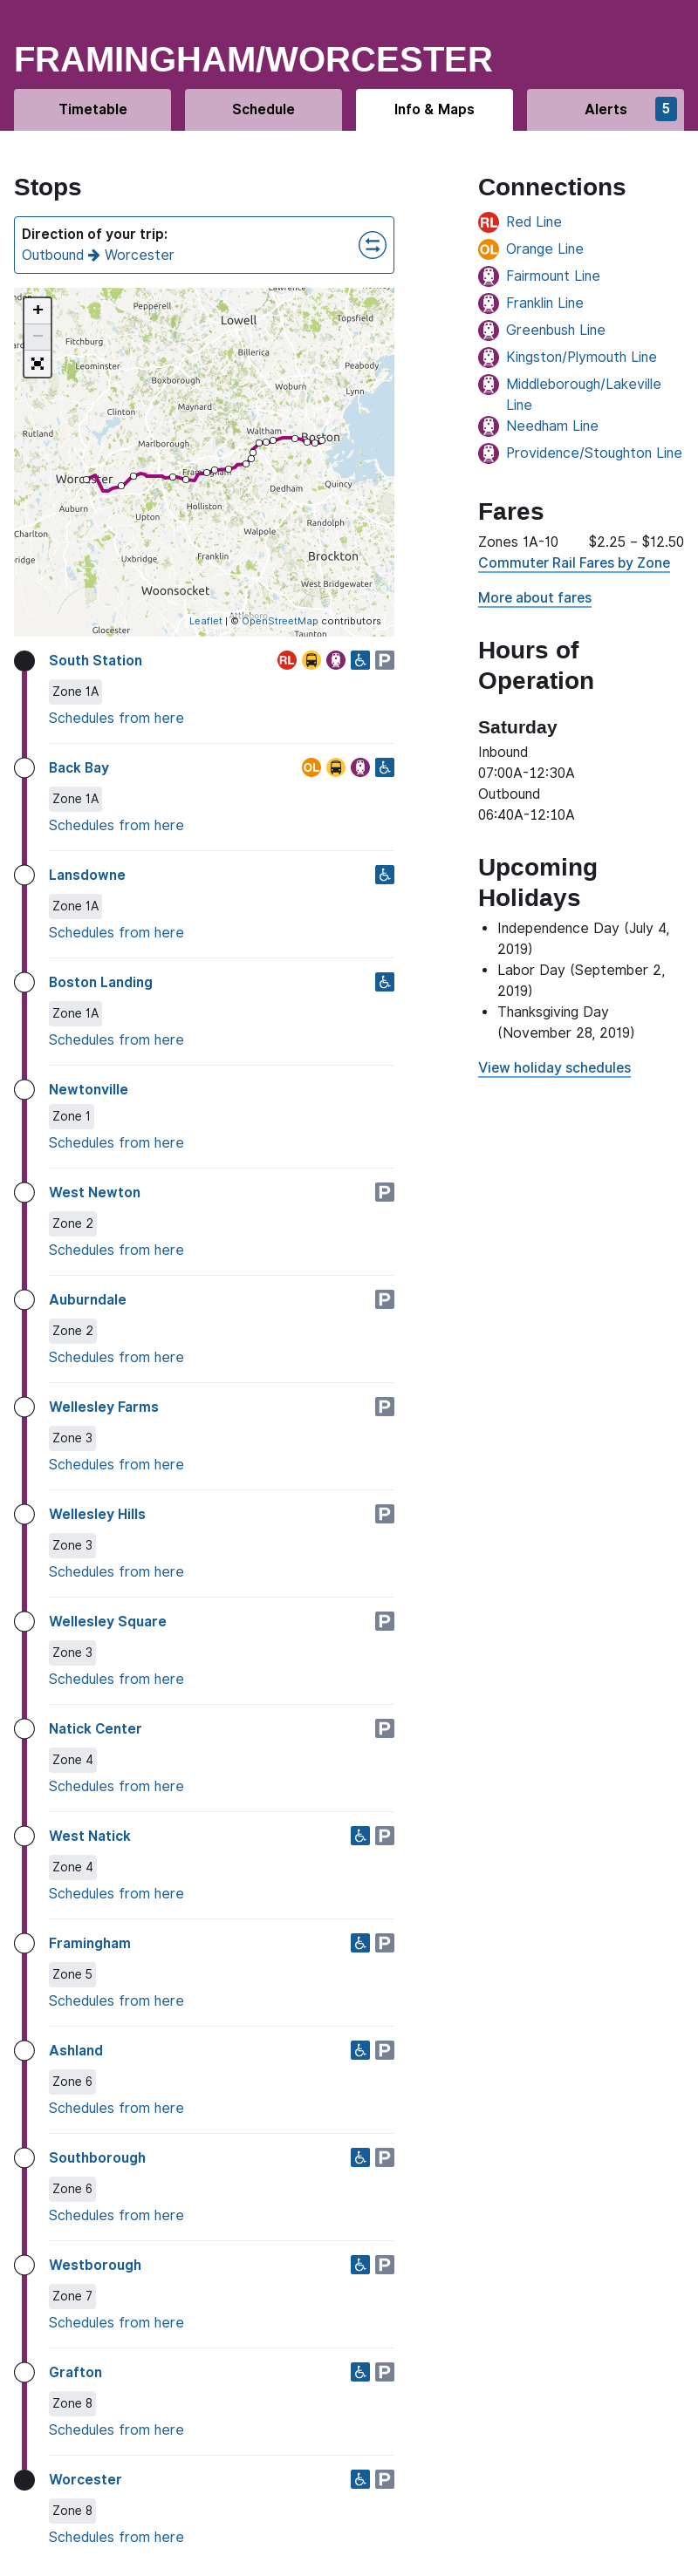 FRAMINGHAM/WORCESTER
Timetable
Schedule
Info & Maps
Alerts
5
Stops
Direction of your trip:
Outbound → Worcester
+
−
Lowell
Pepperell
Topsfield
Fitchburg
Billerica
Leominster
Peabody
Boxborough
Woburn
Lynn
Clinton
Maynard
Rutland
Waltham
Marlborough
Boston
Worcester
Framingham
Quincy
Dedham
Auburn
Holliston
Upton
Randolph
Charlton
Walpole
Uxbridge
Franklin
Brockton
West Bridgewater
Woonsocket
Attleboro
Leaflet | © OpenStreetMap contributors
Glocester
Taunton
South Station
RL
P
Zone 1A
Schedules from here
Back Bay
OL
Zone 1A
Schedules from here
Lansdowne
Zone 1A
Schedules from here
Boston Landing
Zone 1A
Schedules from here
Newtonville
Zone 1
Schedules from here
West Newton
P
Zone 2
Schedules from here
Auburndale
P
Zone 2
Schedules from here
Wellesley Farms
P
Zone 3
Schedules from here
Wellesley Hills
P
Zone 3
Schedules from here
Wellesley Square
P
Zone 3
Schedules from here
Natick Center
P
Zone 4
Schedules from here
West Natick
P
Zone 4
Schedules from here
Framingham
P
Zone 5
Schedules from here
Ashland
P
Zone 6
Schedules from here
Southborough
P
Zone 6
Schedules from here
Westborough
P
Zone 7
Schedules from here
Grafton
P
Zone 8
Schedules from here
Worcester
P
Zone 8
Schedules from here
Connections
RL Red Line
OL Orange Line
Fairmount Line
Franklin Line
Greenbush Line
Kingston/Plymouth Line
Middleborough/Lakeville
Line
Needham Line
Providence/Stoughton Line
Fares
Zones 1A-10 $2.25 – $12.50
Commuter Rail Fares by Zone
More about fares
Hours of
Operation
Saturday
Inbound
07:00A-12:30A
Outbound
06:40A-12:10A
Upcoming
Holidays
• Independence Day (July 4,
2019)
• Labor Day (September 2,
2019)
• Thanksgiving Day
(November 28, 2019)
View holiday schedules